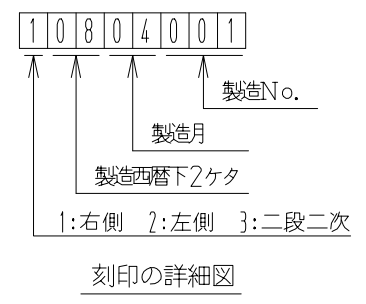 10804001
製造No.
製造月
製造西暦下2ケタ
1:右側 2:左側 3:二段二次
刻印の詳細図